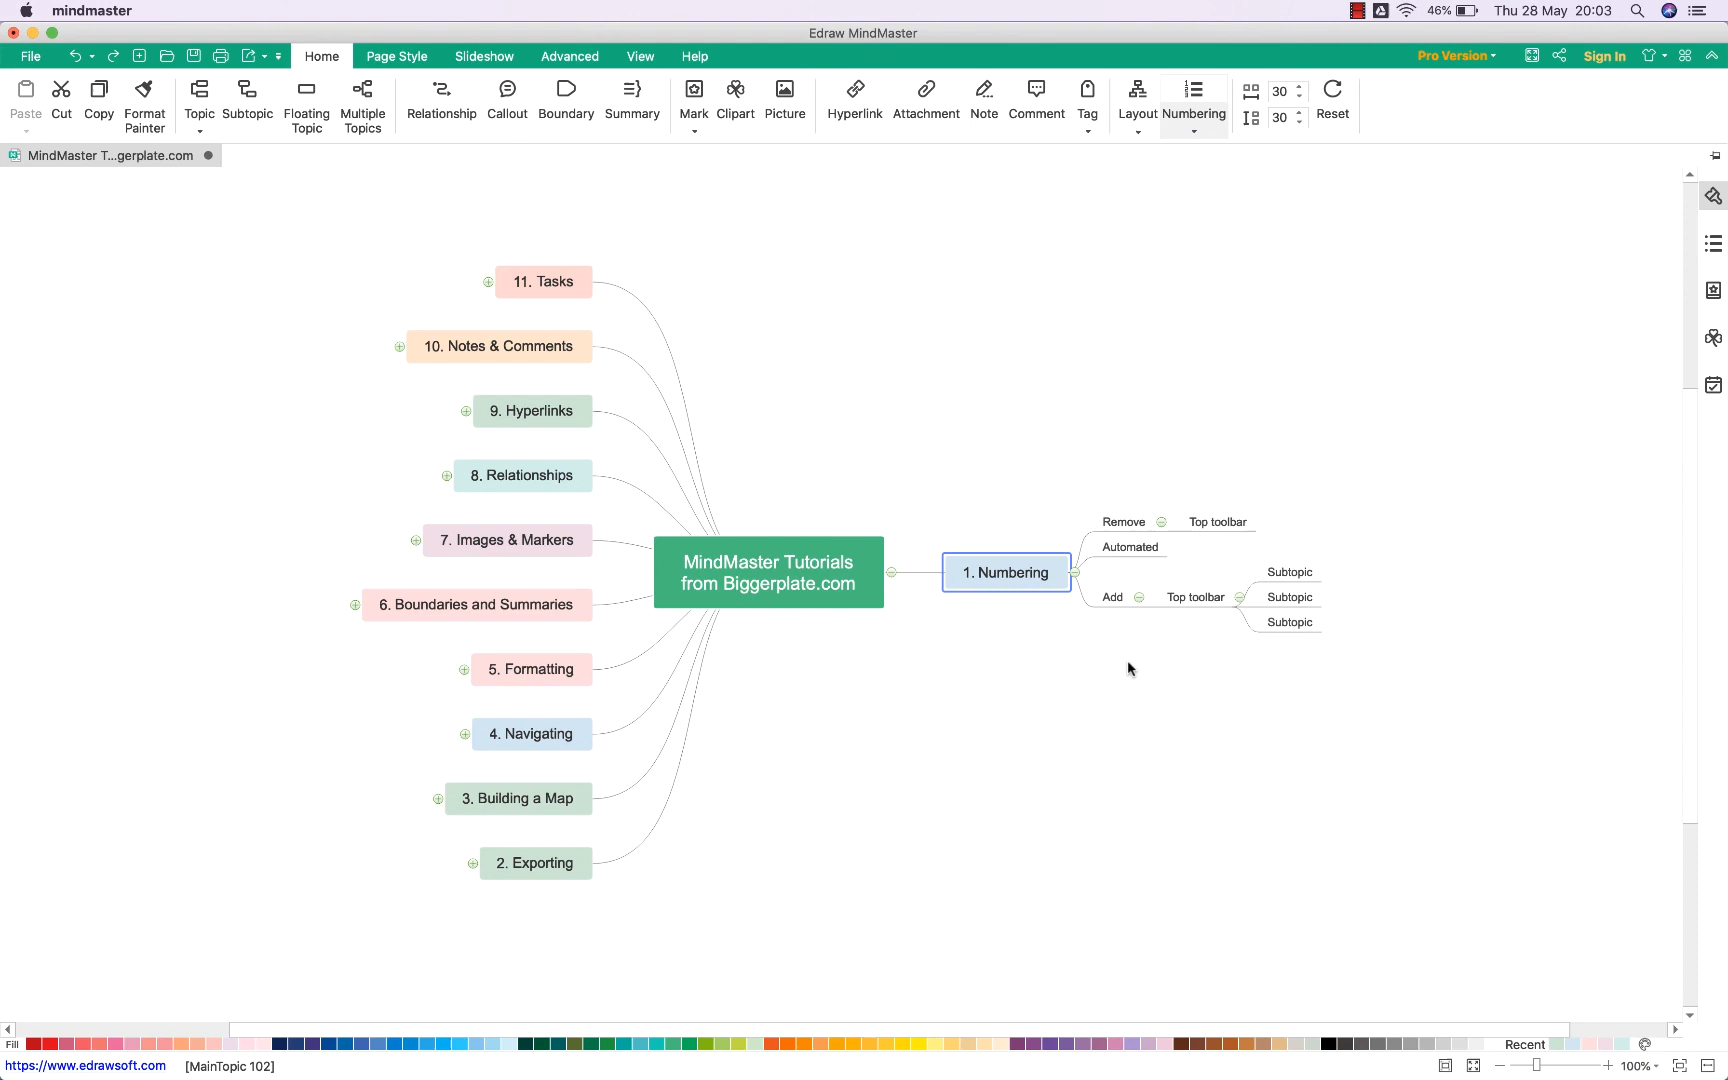 mindmaster
46%
Thu 28 May 20:03
Edraw MindMaster
File
Home
Page Style
Slideshow
Advanced
View
Help
Pro Version
Sign In
Paste
Cut
Copy
Format
Painter
Topic
Subtopic
Floating
Topic
Multiple
Topics
Relationship
Callout
Boundary
Summary
Mark
Clipart
Picture
Hyperlink
Attachment
Note
Comment
Tag
Layout
Numbering
30
30
Reset
MindMaster T...gerplate.com
11. Tasks
10. Notes & Comments
9. Hyperlinks
8. Relationships
7. Images & Markers
6. Boundaries and Summaries
5. Formatting
4. Navigating
3. Building a Map
2. Exporting
MindMaster Tutorials
from Biggerplate.com
1. Numbering
Remove
Top toolbar
Automated
Add
Top toolbar
Subtopic
Subtopic
Subtopic
Fill
Recent
https://www.edrawsoft.com
[MainTopic 102]
100%